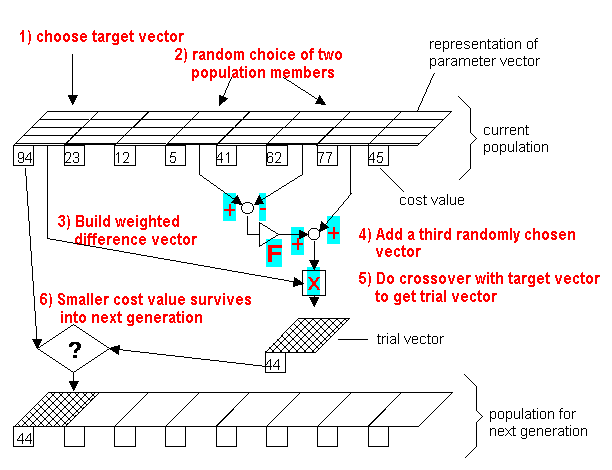 1) choose target vector
2) random choice of two
population members
representation of
parameter vector
94 23 12 5 41 62 77 45
current
population
cost value
+ -
3) Build weighted
difference vector
F + +
4) Add a third randomly chosen
vector
X
5) Do crossover with target vector
to get trial vector
6) Smaller cost value survives
into next generation
?
44
trial vector
44
population for
next generation